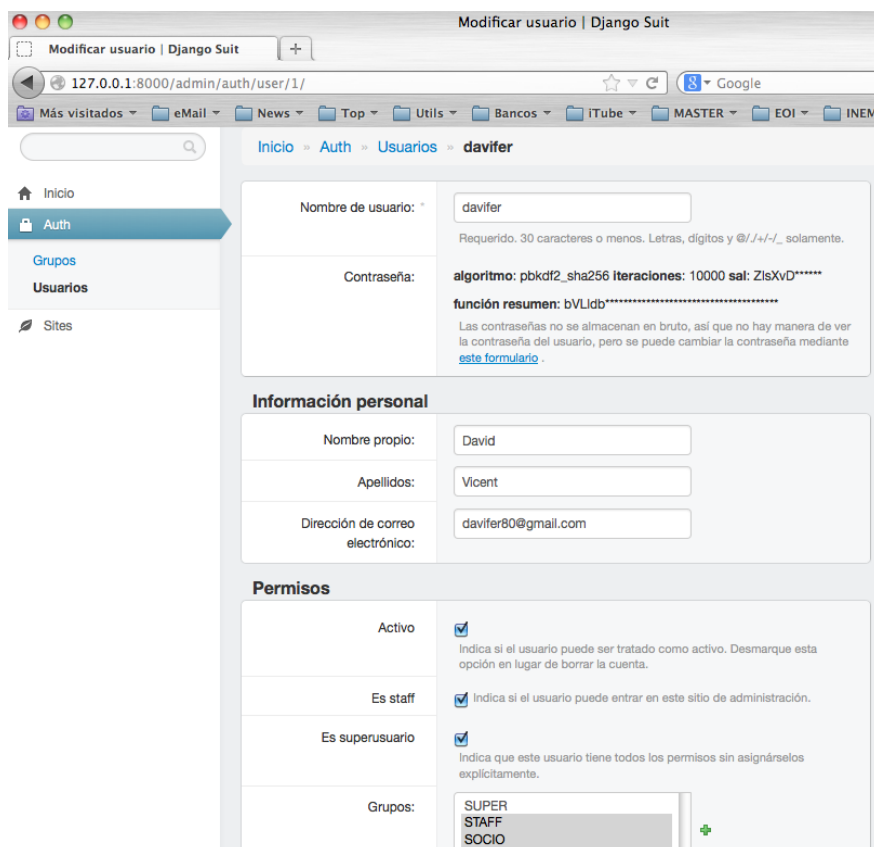 Modificar usuario | Django Suit
Modificar usuario | Django Suit
127.0.0.1:8000/admin/auth/user/1/
Google
Más visitados eMail News Top Utils Bancos iTube MASTER EOI INEM
Inicio » Auth » Usuarios » davifer
Inicio
Auth
Grupos
Usuarios
Sites
Nombre de usuario: * davifer
Requerido. 30 caracteres o menos. Letras, dígitos y @/./+/-/_ solamente.
Contraseña: algoritmo: pbkdf2_sha256 iteraciones: 10000 sal: ZIsXvD******
función resumen: bVLIdb**************************************
Las contraseñas no se almacenan en bruto, así que no hay manera de ver
la contraseña del usuario, pero se puede cambiar la contraseña mediante
este formulario .
Información personal
Nombre propio: David
Apellidos: Vicent
Dirección de correo
electrónico: davifer80@gmail.com
Permisos
Activo
Indica si el usuario puede ser tratado como activo. Desmarque esta
opción en lugar de borrar la cuenta.
Es staff Indica si el usuario puede entrar en este sitio de administración.
Es superusuario
Indica que este usuario tiene todos los permisos sin asignárselos
explícitamente.
Grupos: SUPER
STAFF
SOCIO